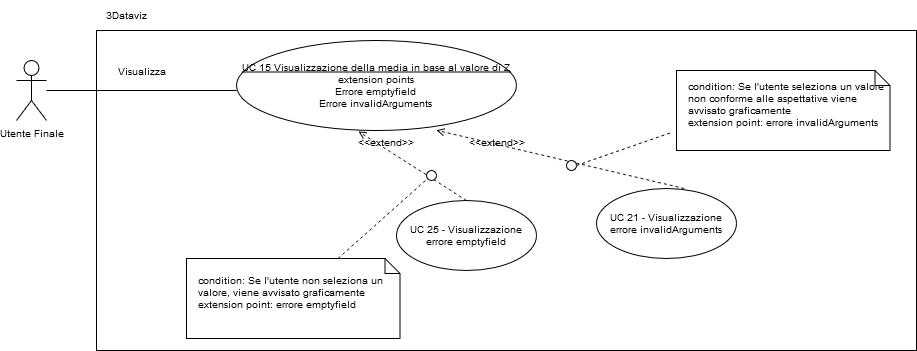 3Dataviz
Visualizza
Utente Finale
UC 15 Visualizzazione della media in base al valore di Z
extension points
Errore emptyfield
Errore invalidArguments
condition: Se l'utente seleziona un valore
non conforme alle aspettative viene
avvisato graficamente
extension point: errore invalidArguments
<<extend>>
<<extend>>
UC 25 - Visualizzazione
errore emptyfield
UC 21 - Visualizzazione
errore invalidArguments
condition: Se l'utente non seleziona un
valore, viene avvisato graficamente
extension point: errore emptyfield